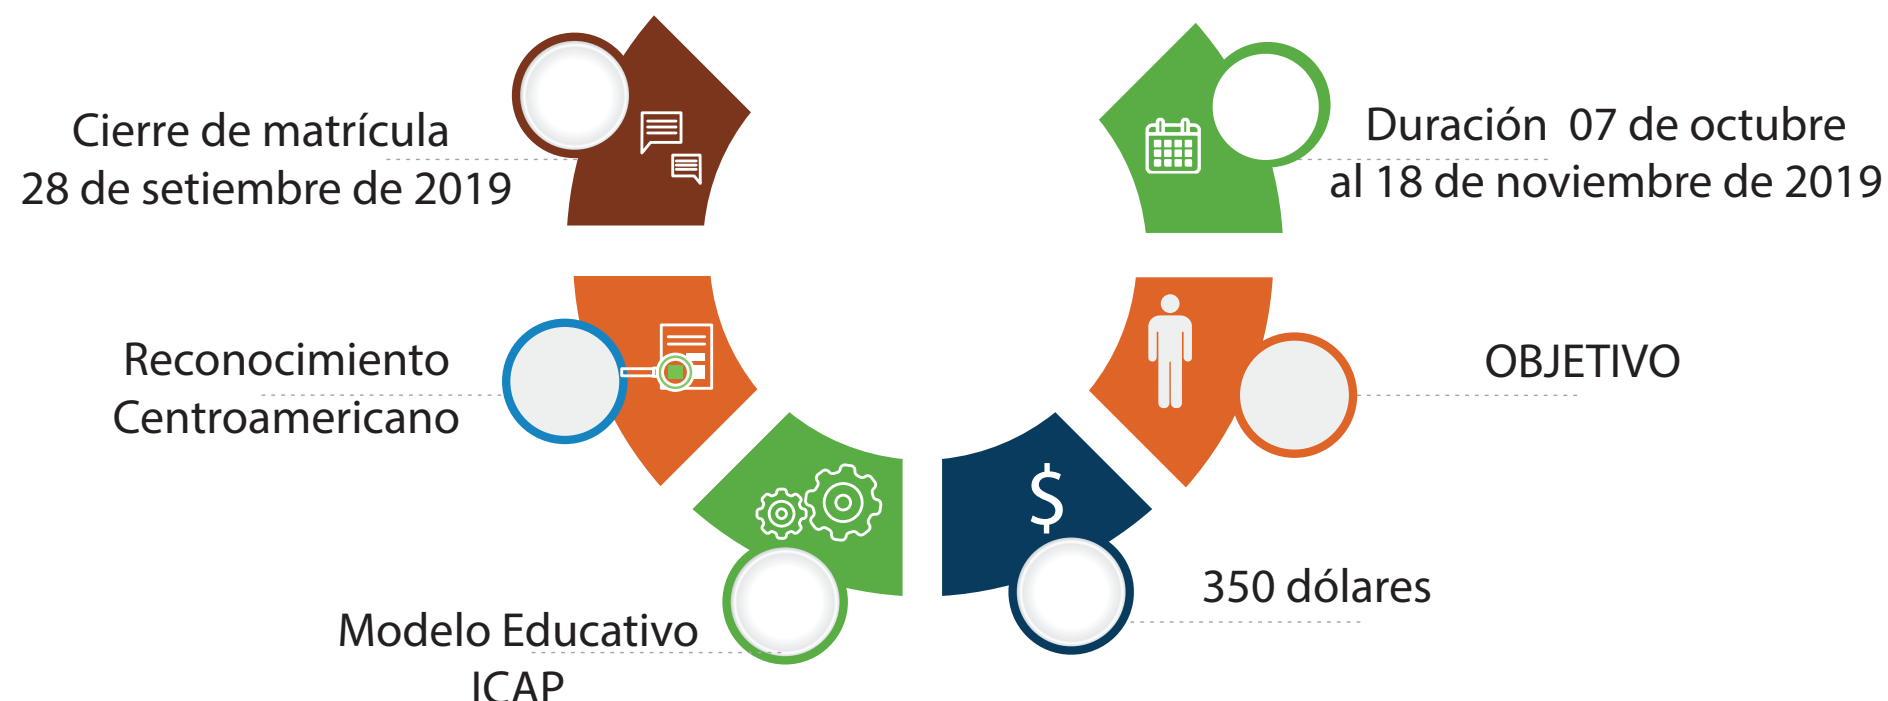 Cierre de matrícula
28 de setiembre de 2019
Duración 07 de octubre
al 18 de noviembre de 2019
Reconocimiento
Centroamericano
OBJETIVO
$
350 dólares
Modelo Educativo
ICAP